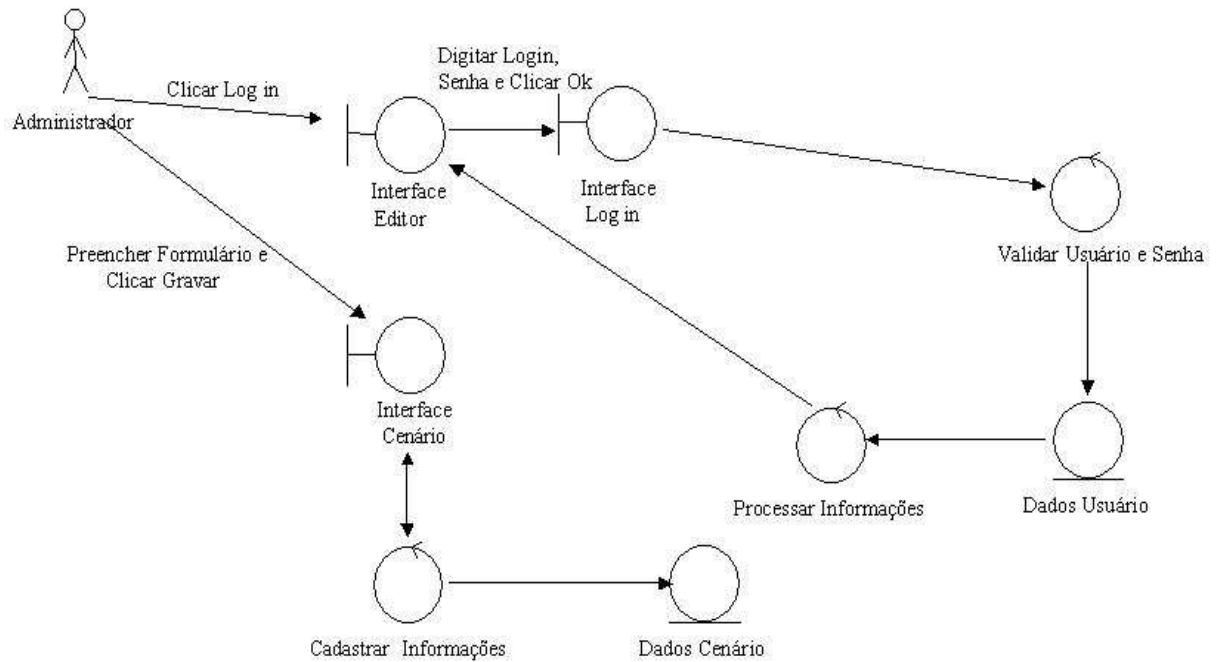 Digitar Login,
Senha e Clicar Ok
Clicar Log in
Administrador
Interface
Editor
Interface
Log in
Validar Usuário e Senha
Preencher Formulário e
Clicar Gravar
Interface
Cenário
Processar Informações
Dados Usuário
Cadastrar Informações
Dados Cenário